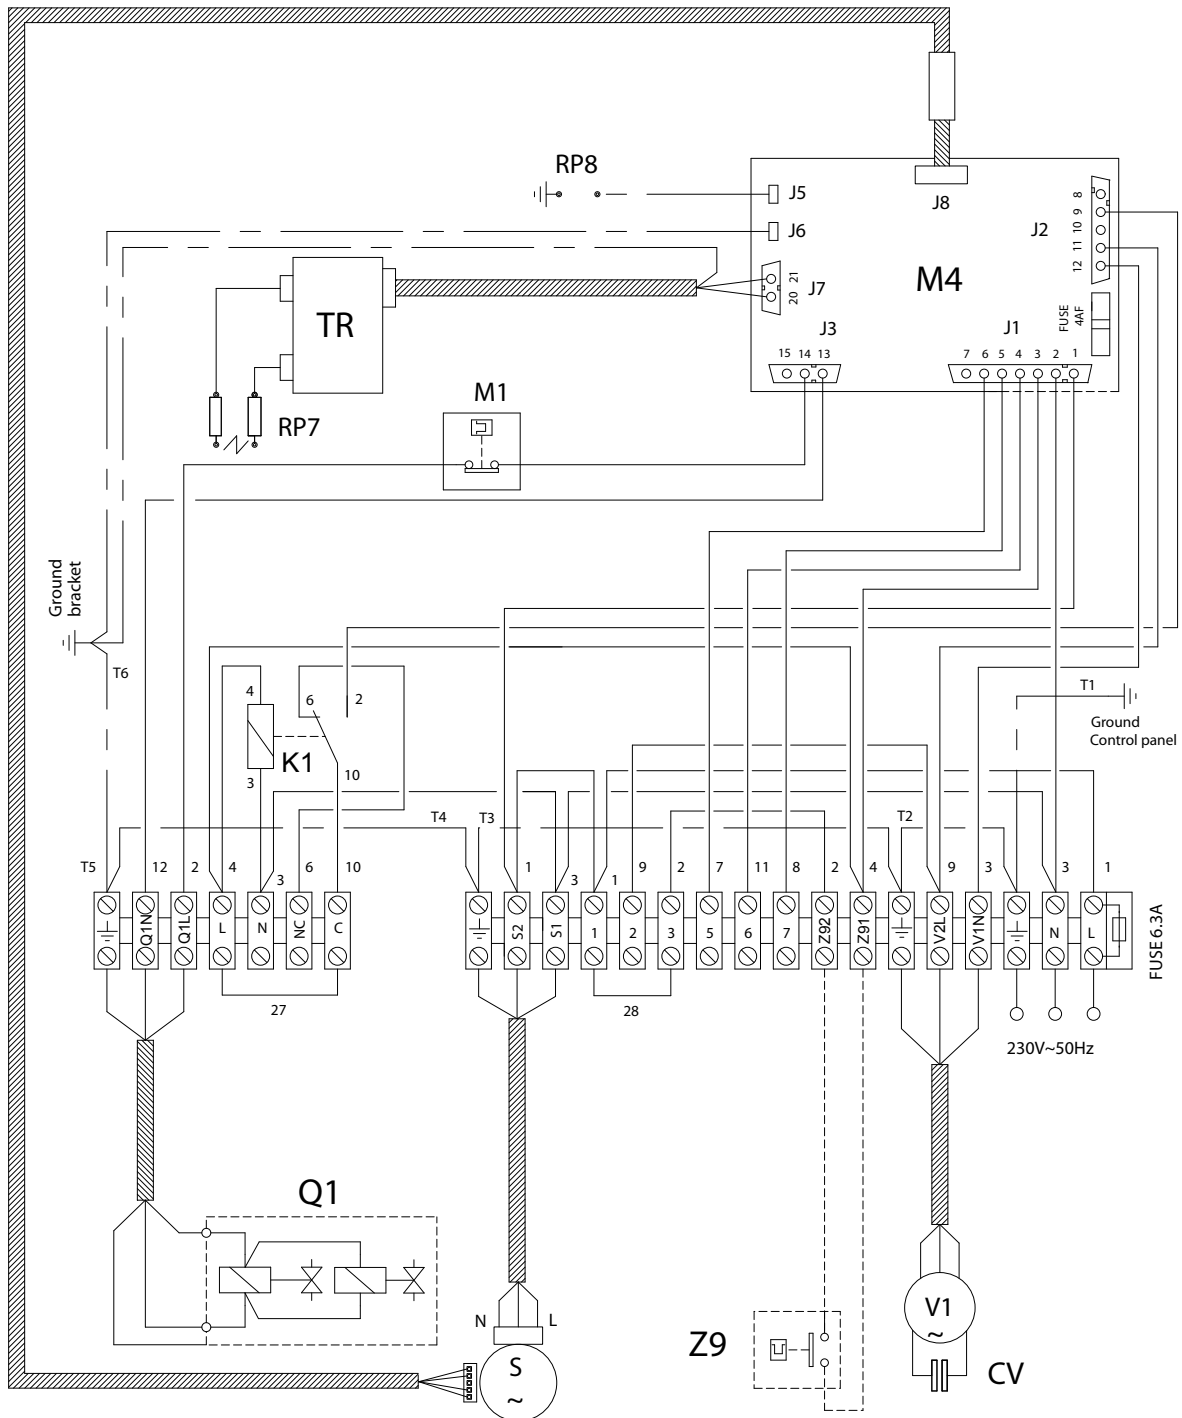 RP8
J5
J8
J6
J2
8
9
10
11
12
M4
TR
21
20
J7
FUSE
4AF
J3
J1
15 14 13
7 6 5 4 3 2 1
M1
RP7
Ground
bracket
T6
4
6
2
T1
Ground
Control panel
K1
3
10
T4
T3
T2
T5
12
2
4
3
6
10
1
3
1
9
2
7
11
8
2
4
9
3
3
1
Q1N
Q1L
L
N
NC
C
S2
S1
1
2
3
5
6
7
Z92
Z91
V2L
V1N
N
L
FUSE 6.3A
27
28
230V~50Hz
Q1
N
L
S
~
Z9
V1
~
CV